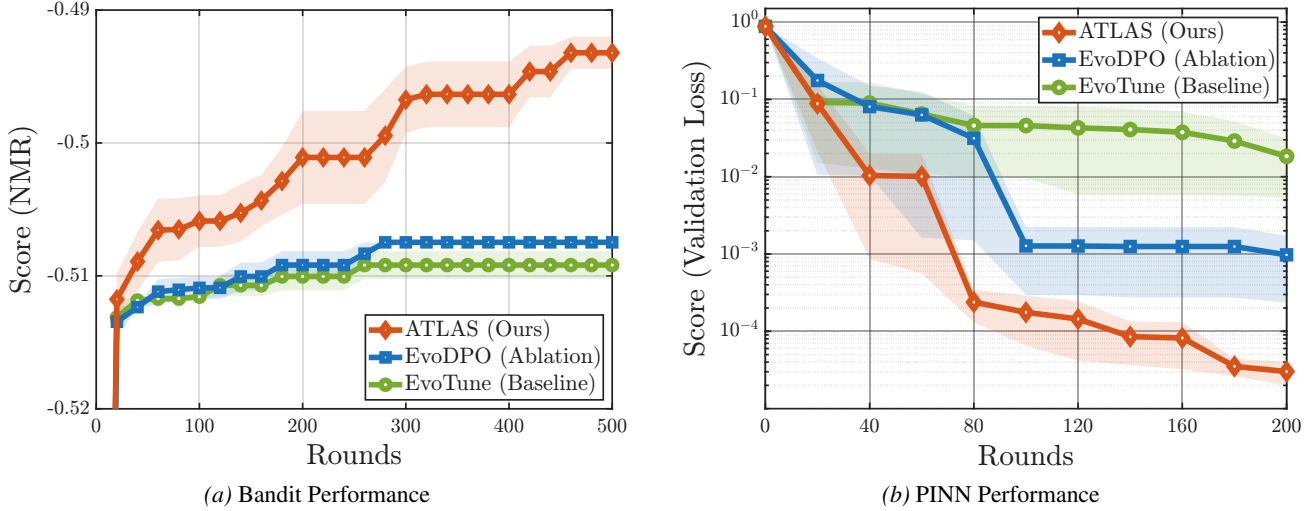 -0.49
-0.5
-0.51
-0.52
Score (NMR)
ATLAS (Ours)
EvoDPO (Ablation)
EvoTune (Baseline)
0 100 200 300 400 500
Rounds
(a) Bandit Performance
10^0
10^-1
10^-2
10^-3
10^-4
Score (Validation Loss)
ATLAS (Ours)
EvoDPO (Ablation)
EvoTune (Baseline)
0 40 80 120 160 200
Rounds
(b) PINN Performance